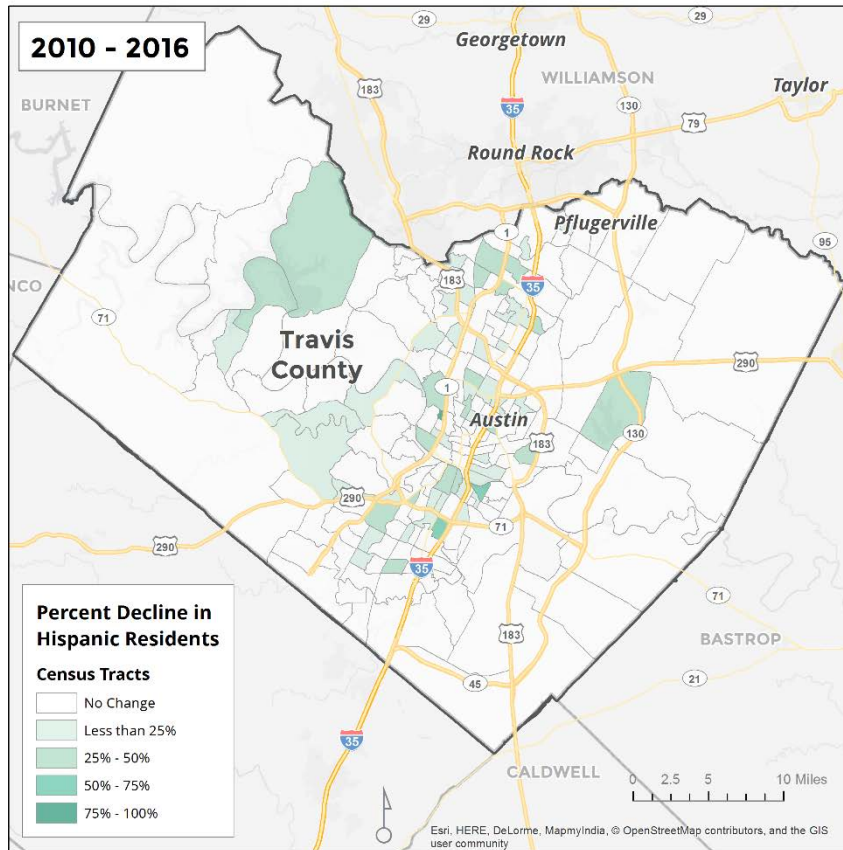 2010 - 2016
29
29
Georgetown
WILLIAMSON
Taylor
BURNET
183
35
130
79
Round Rock
Pflugerville
1
95
183
35
NCO
71
Travis
County
290
1
Austin
183
130
290
290
71
35
Percent Decline in
Hispanic Residents
Census Tracts
No Change
Less than 25%
25% - 50%
50% - 75%
75% - 100%
71
183
BASTROP
45
21
35
CALDWELL
0 2.5 5 10 Miles
Esri, HERE, DeLorme, MapmyIndia, © OpenStreetMap contributors, and the GIS
user community